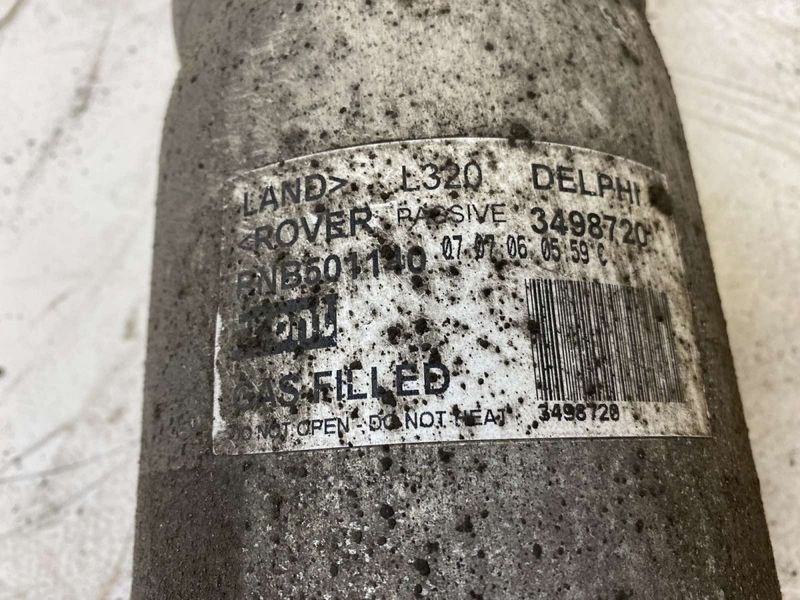 LAND> L320 DELPHI
<ROVER PASSIVE 3498720
RNB501140 07 07 06 05 59 C
Front
GAS FILLED
DO NOT OPEN - DO NOT HEAT
3498720